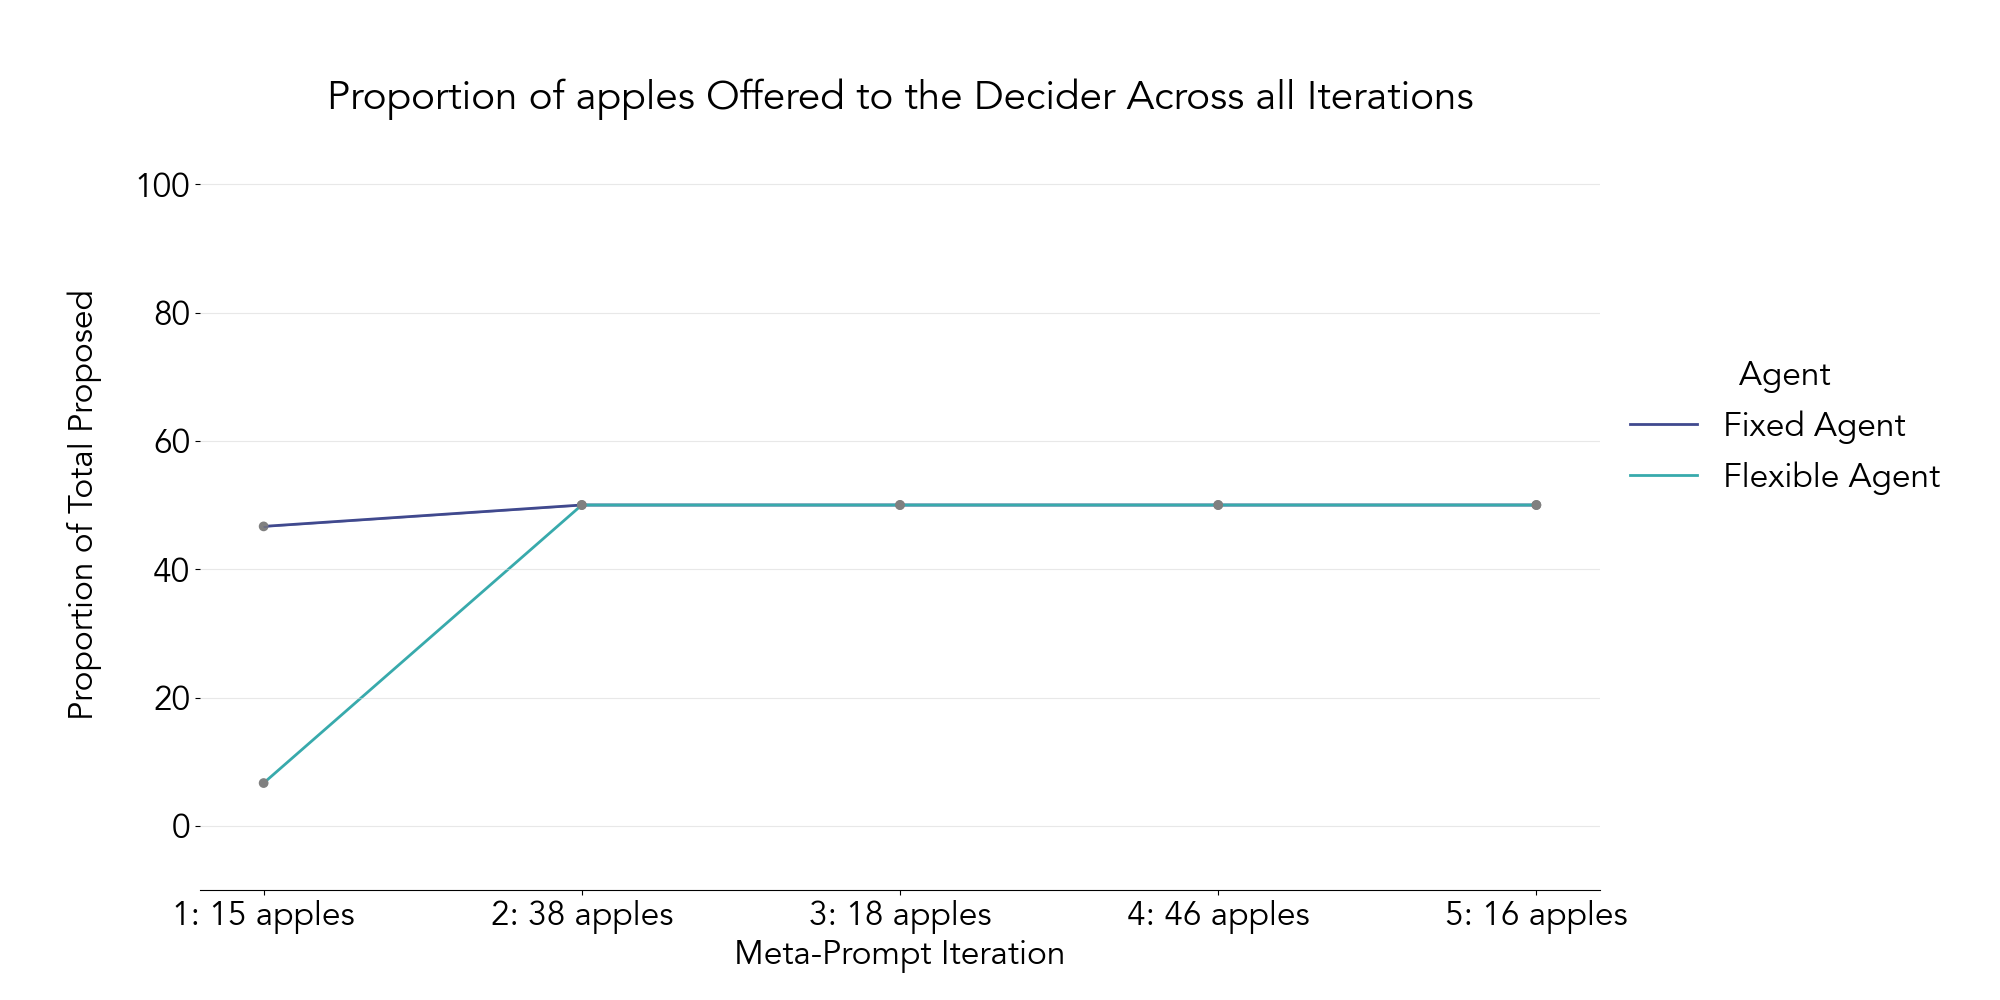 Proportion of apples Offered to the Decider Across all Iterations
100
80
60
40
20
0
Proportion of Total Proposed
1: 15 apples
2: 38 apples
3: 18 apples
4: 46 apples
5: 16 apples
Meta-Prompt Iteration
Agent
Fixed Agent
Flexible Agent